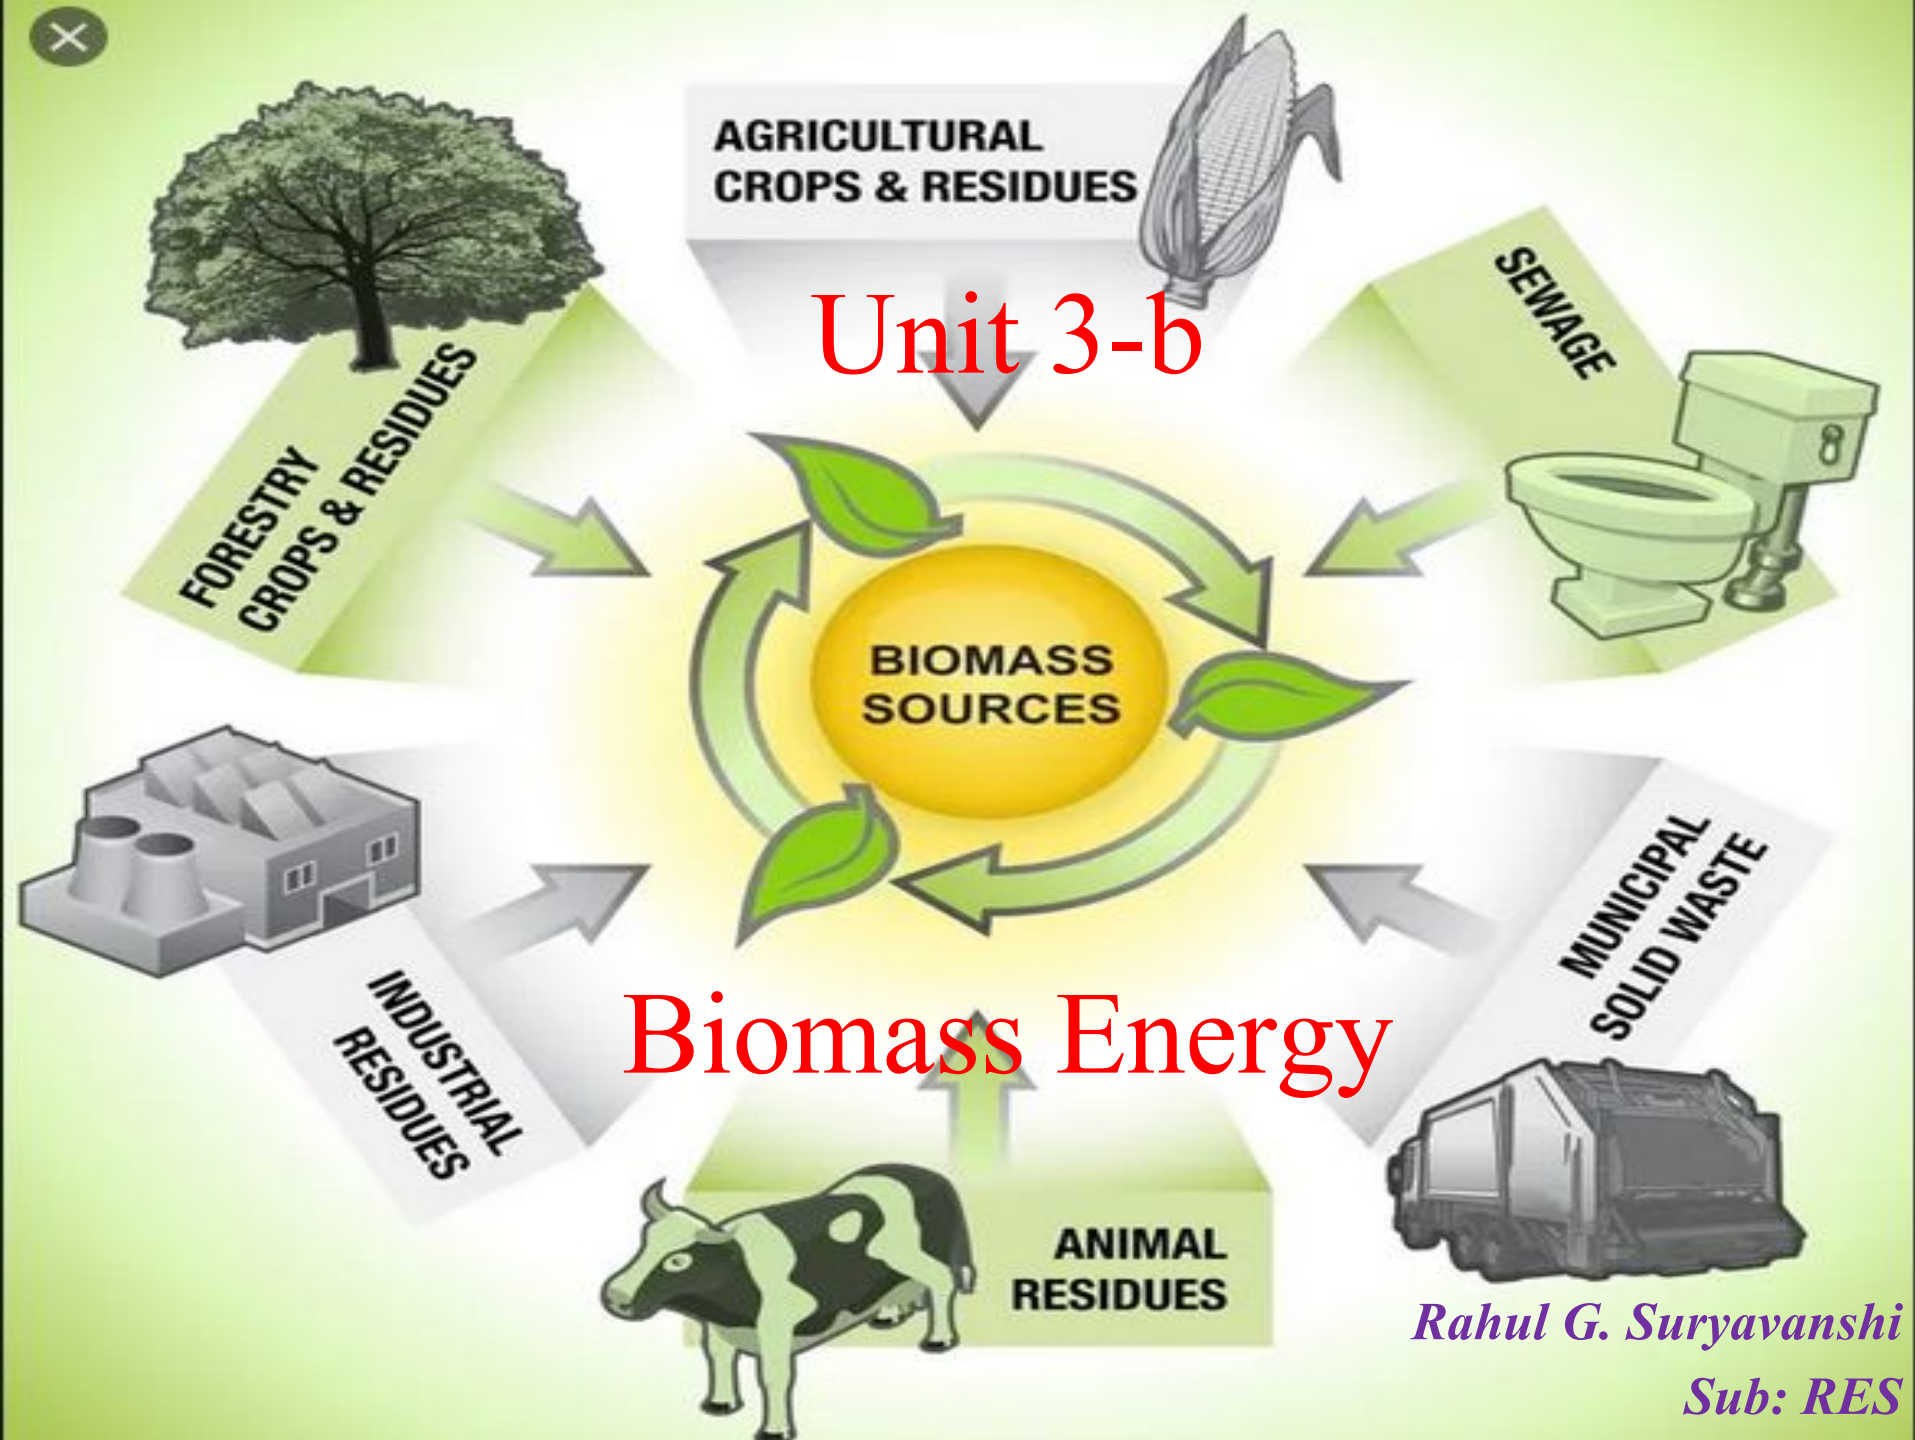 AGRICULTURAL
CROPS & RESIDUES
Unit 3-b
SEWAGE
FORESTRY
CROPS & RESIDUES
BIOMASS
SOURCES
MUNICIPAL
SOLID WASTE
INDUSTRIAL
RESIDUES
Biomass Energy
ANIMAL
RESIDUES
Rahul G. Suryavanshi
Sub: RES